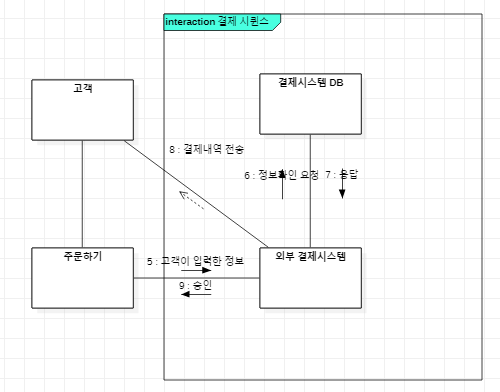 interaction 결제 시퀀스
고객
결제시스템 DB
8 : 결제내역 전송
6 : 정보확인 요청
7 : 응답
주문하기
외부 결제시스템
5 : 고객이 입력한 정보
9 : 승인